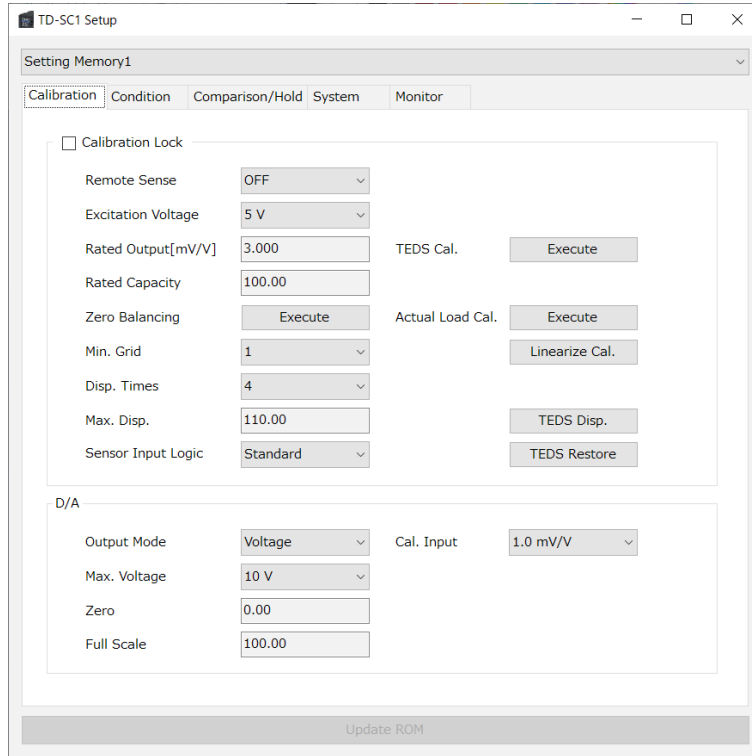 TD-SC1 Setup
Setting Memory1
Calibration Condition Comparison/Hold System Monitor
Calibration Lock
Remote Sense OFF
Excitation Voltage 5 V
Rated Output[mV/V] 3.000 TEDS Cal. Execute
Rated Capacity 100.00
Zero Balancing Execute Actual Load Cal. Execute
Min. Grid 1 Linearize Cal.
Disp. Times 4
Max. Disp. 110.00 TEDS Disp.
Sensor Input Logic Standard TEDS Restore
D/A
Output Mode Voltage Cal. Input 1.0 mV/V
Max. Voltage 10 V
Zero 0.00
Full Scale 100.00
Update ROM